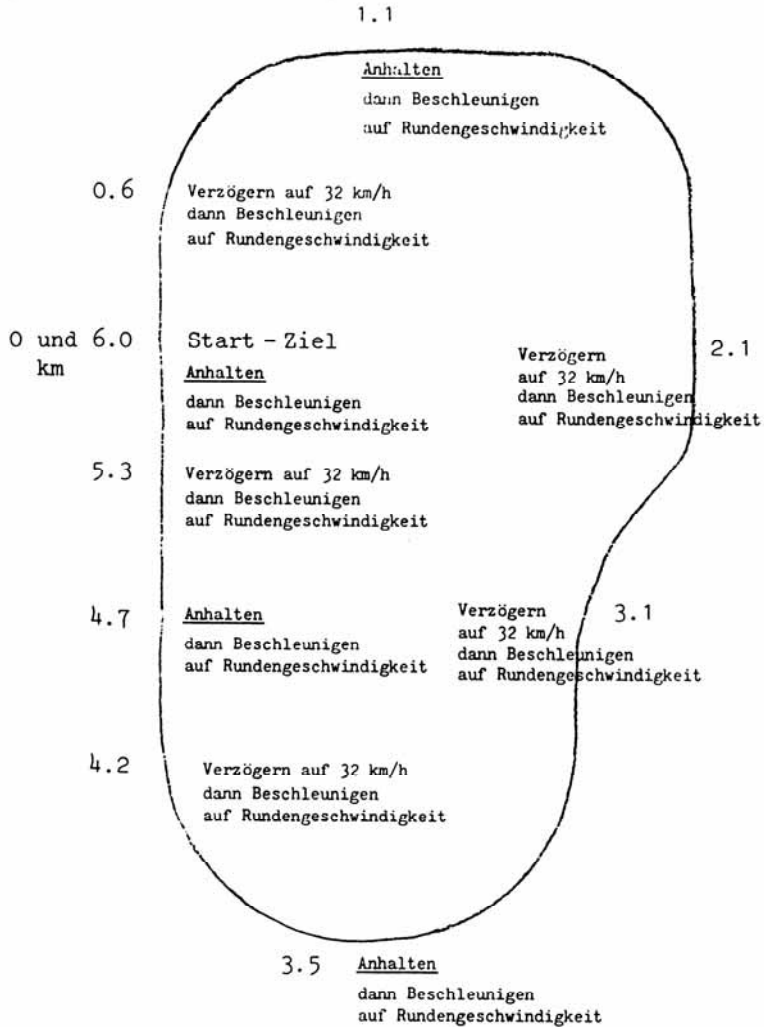 1.1
Anhalten
dann Beschleunigen
auf Rundengeschwindigkeit
0.6
Verzögern auf 32 km/h
dann Beschleunigen
auf Rundengeschwindigkeit
0 und 6.0
km
Start - Ziel
Anhalten
dann Beschleunigen
auf Rundengeschwindigkeit
2.1
Verzögern
auf 32 km/h
dann Beschleunigen
auf Rundengeschwindigkeit
5.3
Verzögern auf 32 km/h
dann Beschleunigen
auf Rundengeschwindigkeit
4.7
Anhalten
dann Beschleunigen
auf Rundengeschwindigkeit
3.1
Verzögern
auf 32 km/h
dann Beschleunigen
auf Rundengeschwindigkeit
4.2
Verzögern auf 32 km/h
dann Beschleunigen
auf Rundengeschwindigkeit
3.5
Anhalten
dann Beschleunigen
auf Rundengeschwindigkeit